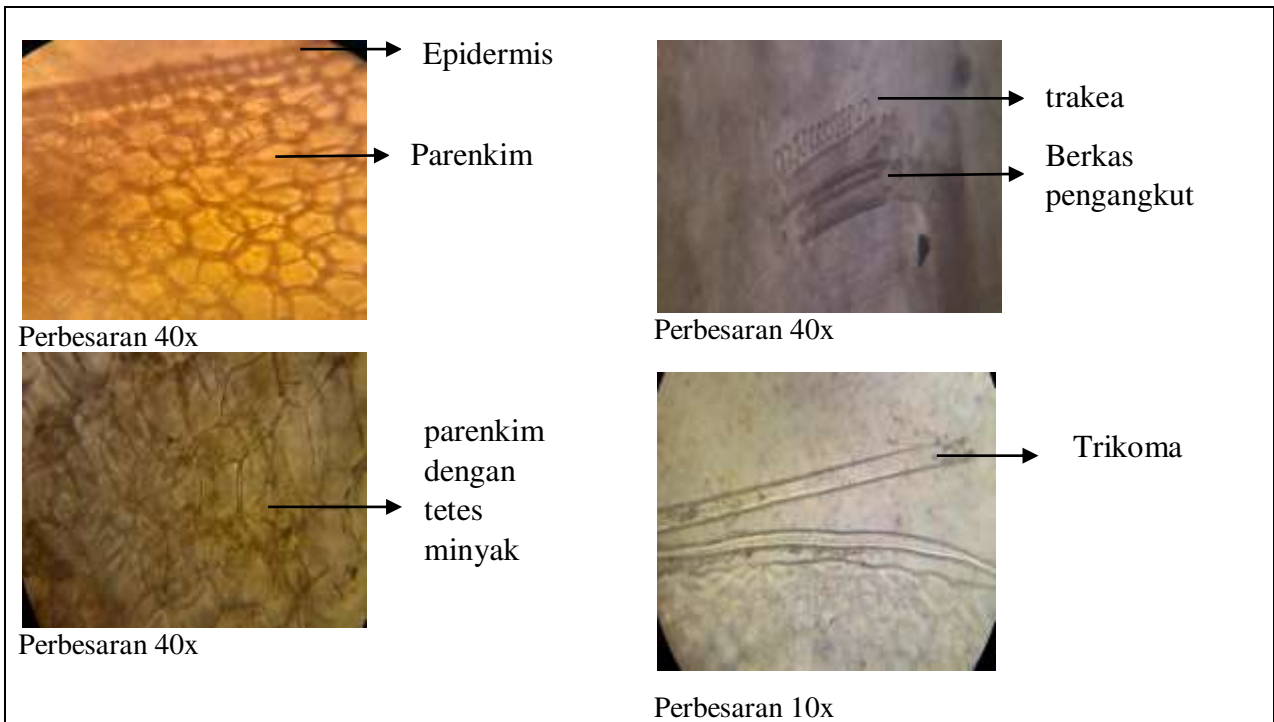 Epidermis
Parenkim
Perbesaran 40x
trakea
Berkas
pengangkut
Perbesaran 40x
parenkim
dengan
tetes
minyak
Perbesaran 40x
Trikoma
Perbesaran 10x